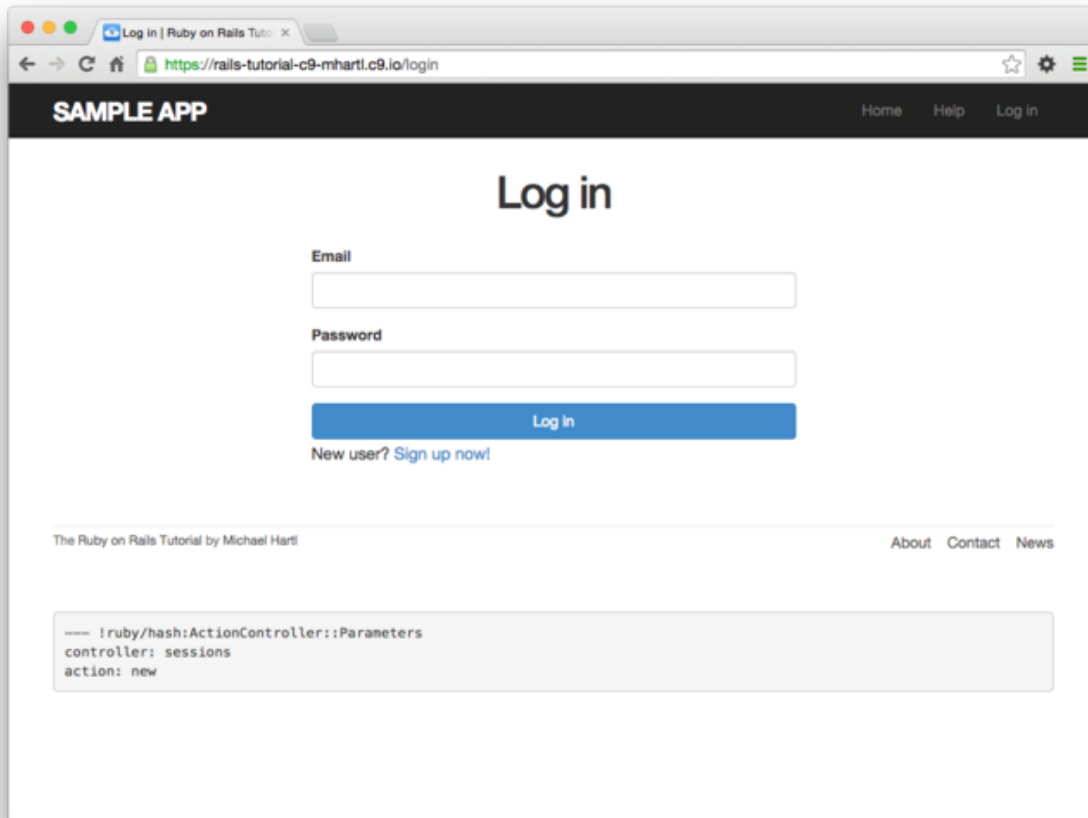 Log in | Ruby on Rails Tuto
https://rails-tutorial-c9-mhartl.c9.io/login
SAMPLE APP Home Help Log in
Log in
Email
Password
Log in
New user? Sign up now!
The Ruby on Rails Tutorial by Michael Hartl About Contact News
--- !ruby/hash:ActionController::Parameters
controller: sessions
action: new